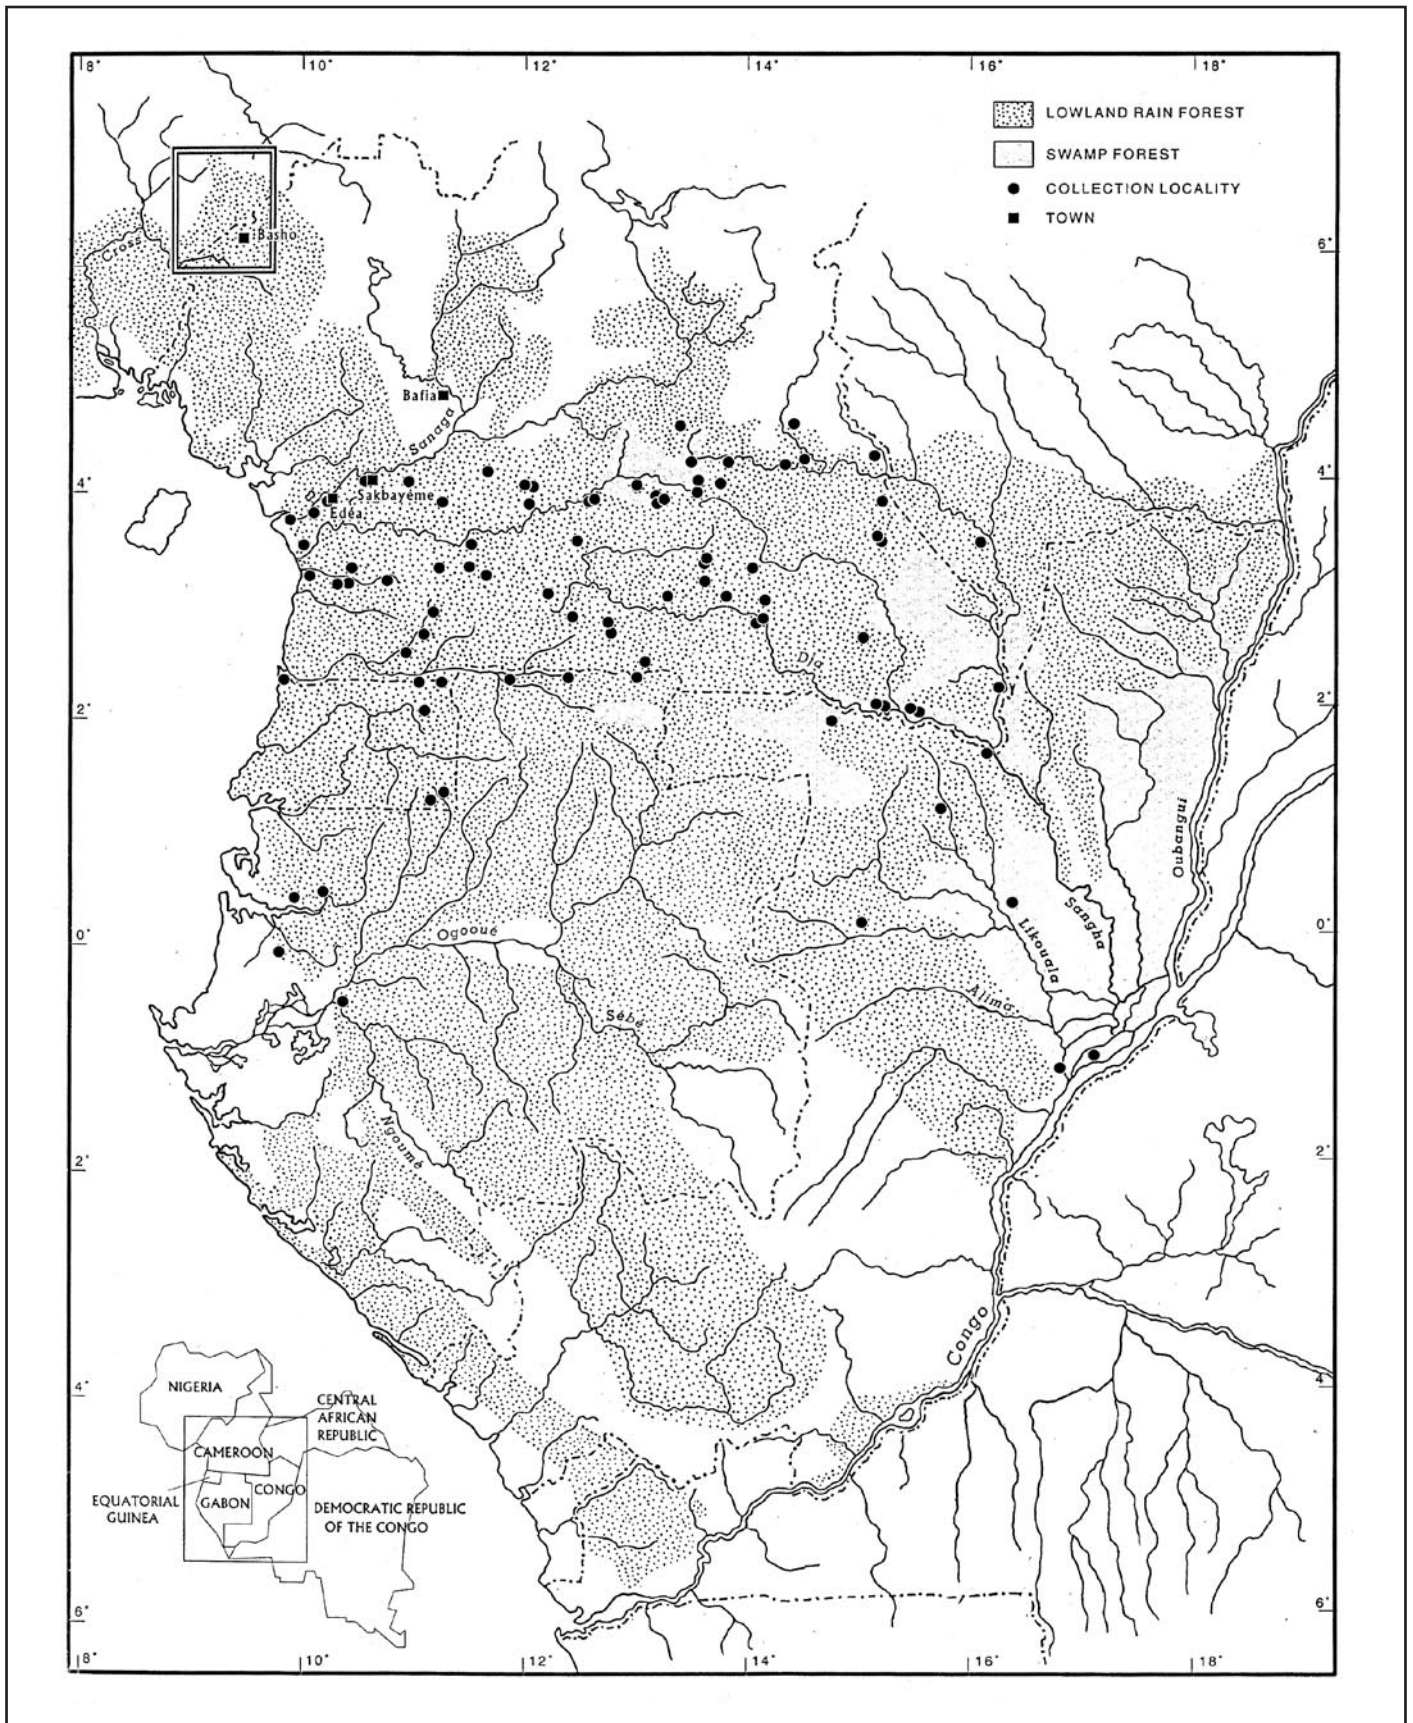 8° 10° 12° 14° 16° 18°
LOWLAND RAIN FOREST
SWAMP FOREST
COLLECTION LOCALITY
TOWN
Basho
Cross
6° 6°
Bafia
Sanaga
4° 4°
Sakbayéme
Edéa
Dja
2° 2°
Oubangui
Sangha
Likouala
0° 0°
Ogooué
Alima
Sébé
Ngoumé
2° 2°
Congo
4° 4
NIGERIA
CENTRAL
AFRICAN
REPUBLIC
CAMEROON
EQUATORIAL
GUINEA
GABON
CONGO
DEMOCRATIC REPUBLIC
OF THE CONGO
6° 6°
8° 10° 12° 14° 16° 18°